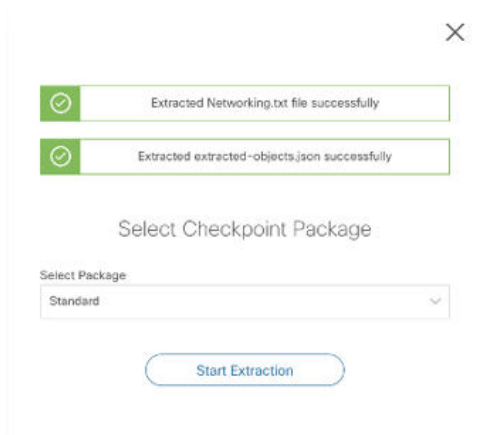 Extracted Networking.txt file successfully
Extracted extracted-objects.json successfully
Select Checkpoint Package
Select Package
Standard
Start Extraction